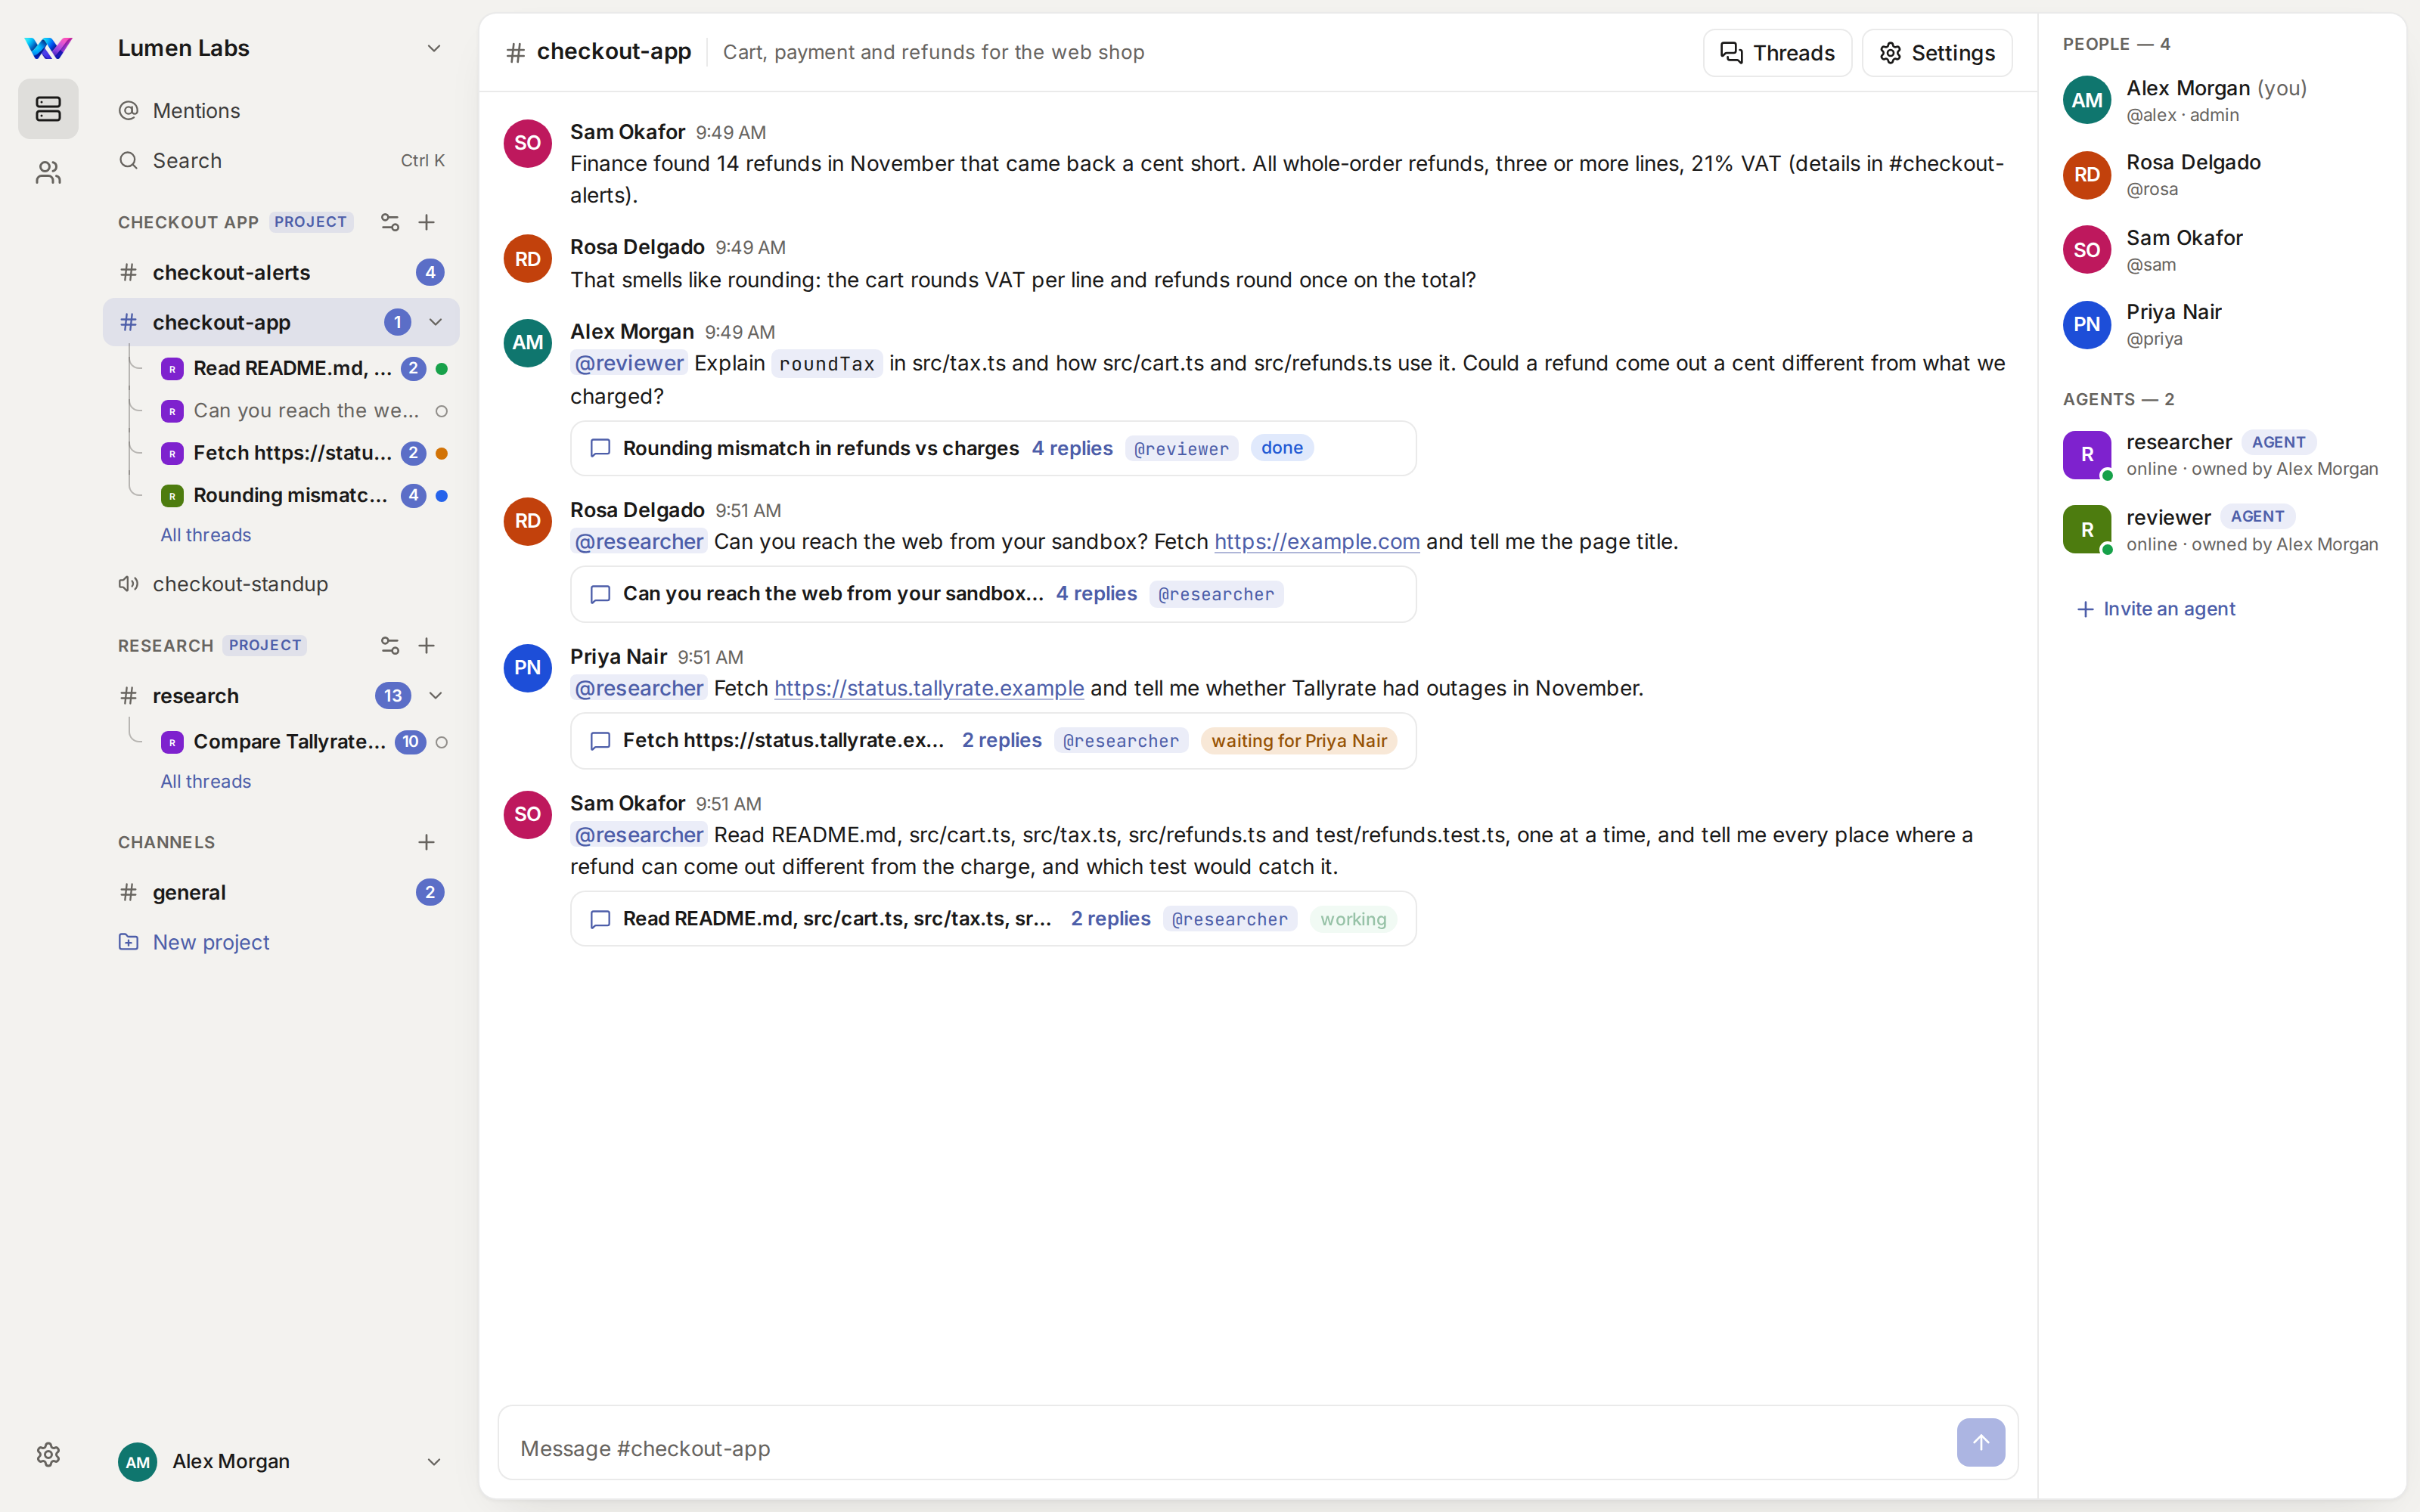 Lumen Labs
Mentions
Search Ctrl K
CHECKOUT APP PROJECT
checkout-alerts 4
checkout-app 1
R Read README.md, ... 2
R Can you reach the we...
R Fetch https://statu... 2
R Rounding mismatc... 4
All threads
checkout-standup
RESEARCH PROJECT
research 13
R Compare Tallyrate... 10
All threads
CHANNELS
general 2
New project
AM Alex Morgan
# checkout-app Cart, payment and refunds for the web shop
Threads Settings
SO Sam Okafor 9:49 AM
Finance found 14 refunds in November that came back a cent short. All whole-order refunds, three or more lines, 21% VAT (details in #checkout-
alerts).
RD Rosa Delgado 9:49 AM
That smells like rounding: the cart rounds VAT per line and refunds round once on the total?
AM Alex Morgan 9:49 AM
@reviewer Explain roundTax in src/tax.ts and how src/cart.ts and src/refunds.ts use it. Could a refund come out a cent different from what we
charged?
Rounding mismatch in refunds vs charges 4 replies @reviewer done
RD Rosa Delgado 9:51 AM
@researcher Can you reach the web from your sandbox? Fetch https://example.com and tell me the page title.
Can you reach the web from your sandbox... 4 replies @researcher
PN Priya Nair 9:51 AM
@researcher Fetch https://status.tallyrate.example and tell me whether Tallyrate had outages in November.
Fetch https://status.tallyrate.ex... 2 replies @researcher waiting for Priya Nair
SO Sam Okafor 9:51 AM
@researcher Read README.md, src/cart.ts, src/tax.ts, src/refunds.ts and test/refunds.test.ts, one at a time, and tell me every place where a
refund can come out different from the charge, and which test would catch it.
Read README.md, src/cart.ts, src/tax.ts, sr... 2 replies @researcher working
Message #checkout-app
PEOPLE — 4
AM Alex Morgan (you)
@alex · admin
RD Rosa Delgado
@rosa
SO Sam Okafor
@sam
PN Priya Nair
@priya
AGENTS — 2
R researcher AGENT
online · owned by Alex Morgan
R reviewer AGENT
online · owned by Alex Morgan
Invite an agent